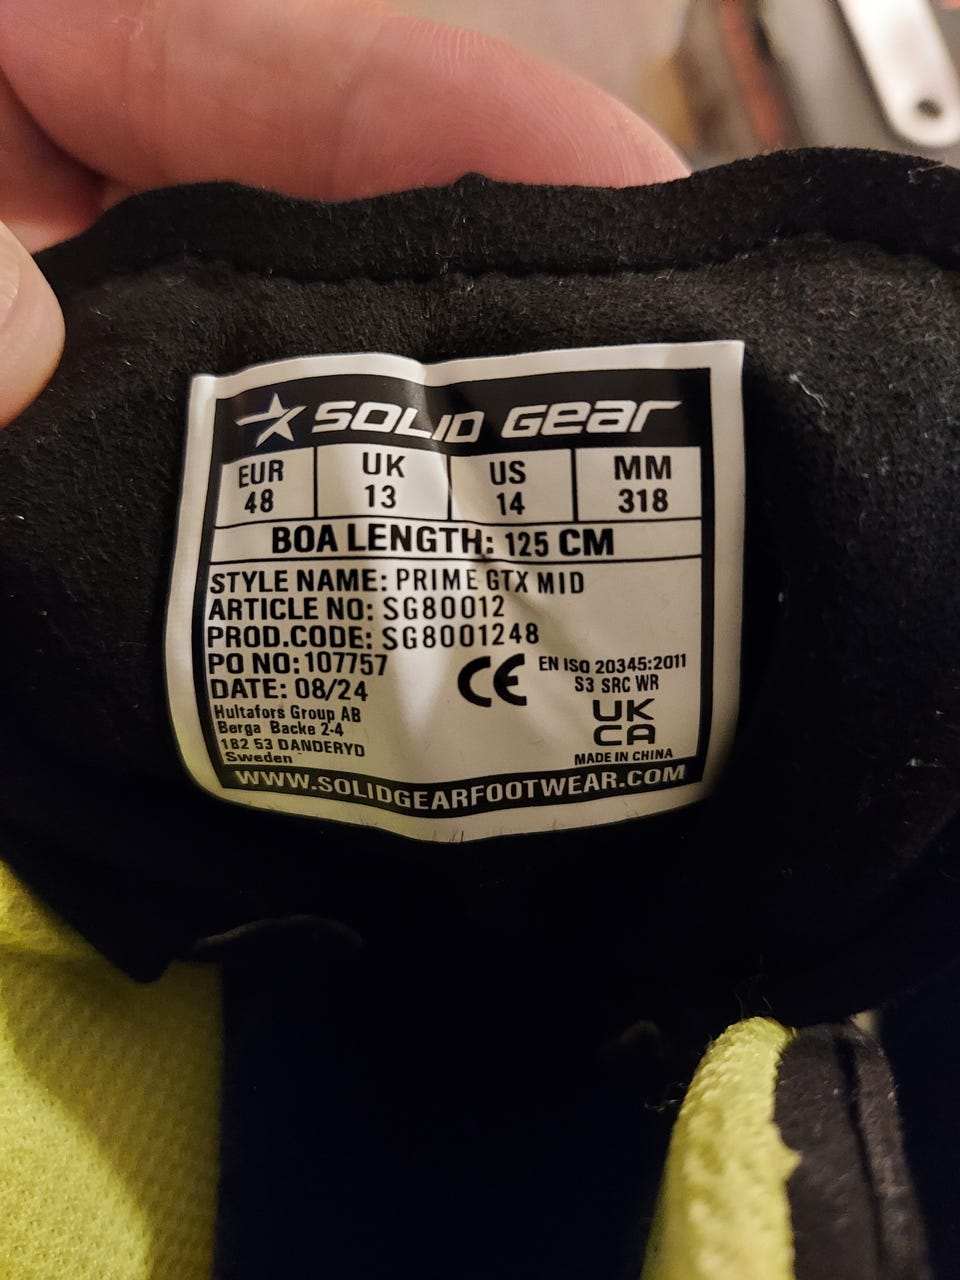 SOLID GEAR
EUR UK US MM
48 13 14 318
BOA LENGTH: 125 CM
STYLE NAME: PRIME GTX MID
ARTICLE NO: SG80012
PROD.CODE: SG8001248
PO NO: 107757
DATE: 08/24
CE
EN ISO 20345:2011
S3 SRC WR
UK
CA
MADE IN CHINA
Hultafors Group AB
Berga Backe 2-4
182 53 DANDERYD
Sweden
WWW.SOLIDGEARFOOTWEAR.COM